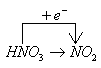 +e⁻
HNO₃ → NO₂